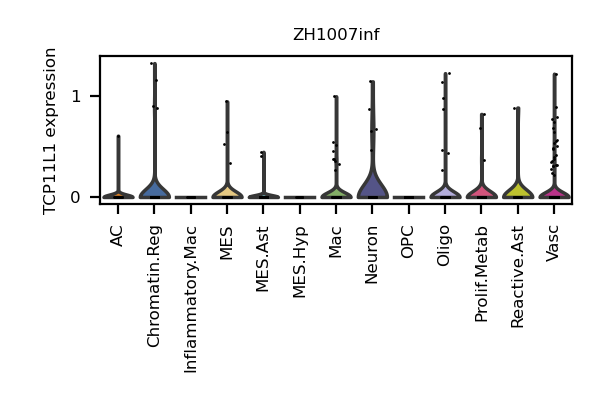 ZH1007inf
TCP11L1 expression
1
0
AC
Chromatin.Reg
Inflammatory.Mac
MES
MES.Ast
MES.Hyp
Mac
Neuron
OPC
Oligo
Prolif.Metab
Reactive.Ast
Vasc